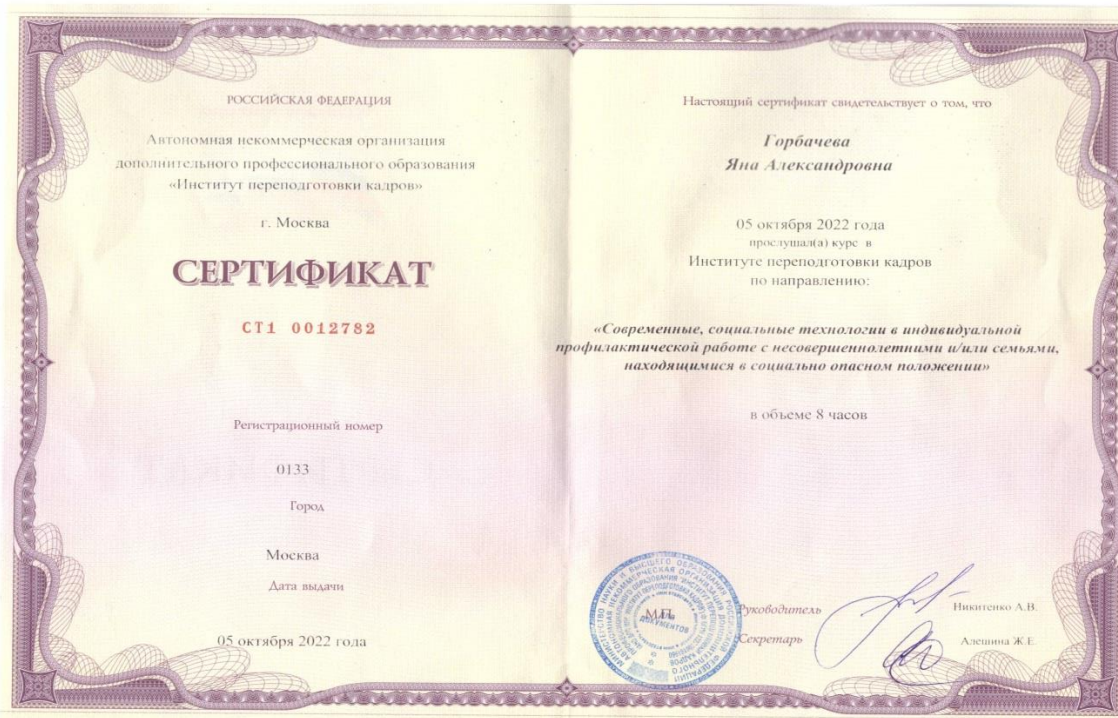 РОССИЙСКАЯ ФЕДЕРАЦИЯ
Автономная некоммерческая организация
дополнительного профессионального образования
«Институт переподготовки кадров»
г. Москва
СЕРТИФИКАТ
СТ1 0012782
Регистрационный номер
0133
Город
Москва
Дата выдачи
05 октября 2022 года
Настоящий сертификат свидетельствует о том, что
Горбачева
Яна Александровна
05 октября 2022 года
прослушал(а) курс в
Институте переподготовки кадров
по направлению:
«Современные, социальные технологии в индивидуальной
профилактической работе с несовершеннолетними и/или семьями,
находящимися в социально опасном положении»
в объеме 8 часов
М.П.
ДОКУМЕНТОВ
Руководитель
Никитенко А.В.
Секретарь
Алешина Ж.Е.